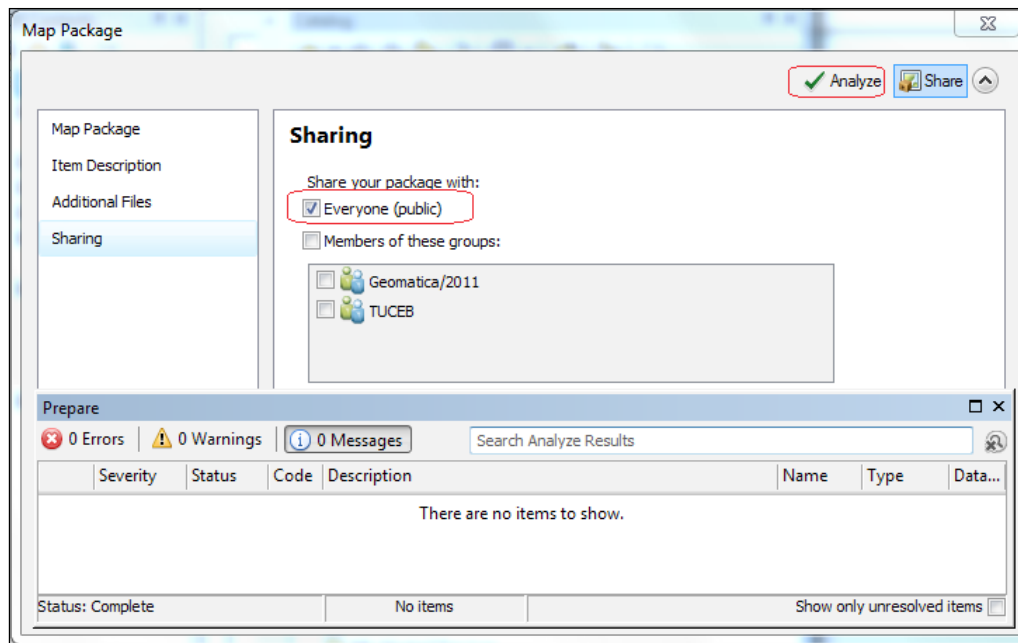 Map Package
Analyze Share
Map Package
Item Description
Additional Files
Sharing
Sharing
Share your package with:
Everyone (public)
Members of these groups:
Geomatica/2011
TUCEB
Prepare
0 Errors 0 Warnings 0 Messages Search Analyze Results
Severity Status Code Description Name Type Data...
There are no items to show.
Status: Complete No items Show only unresolved items